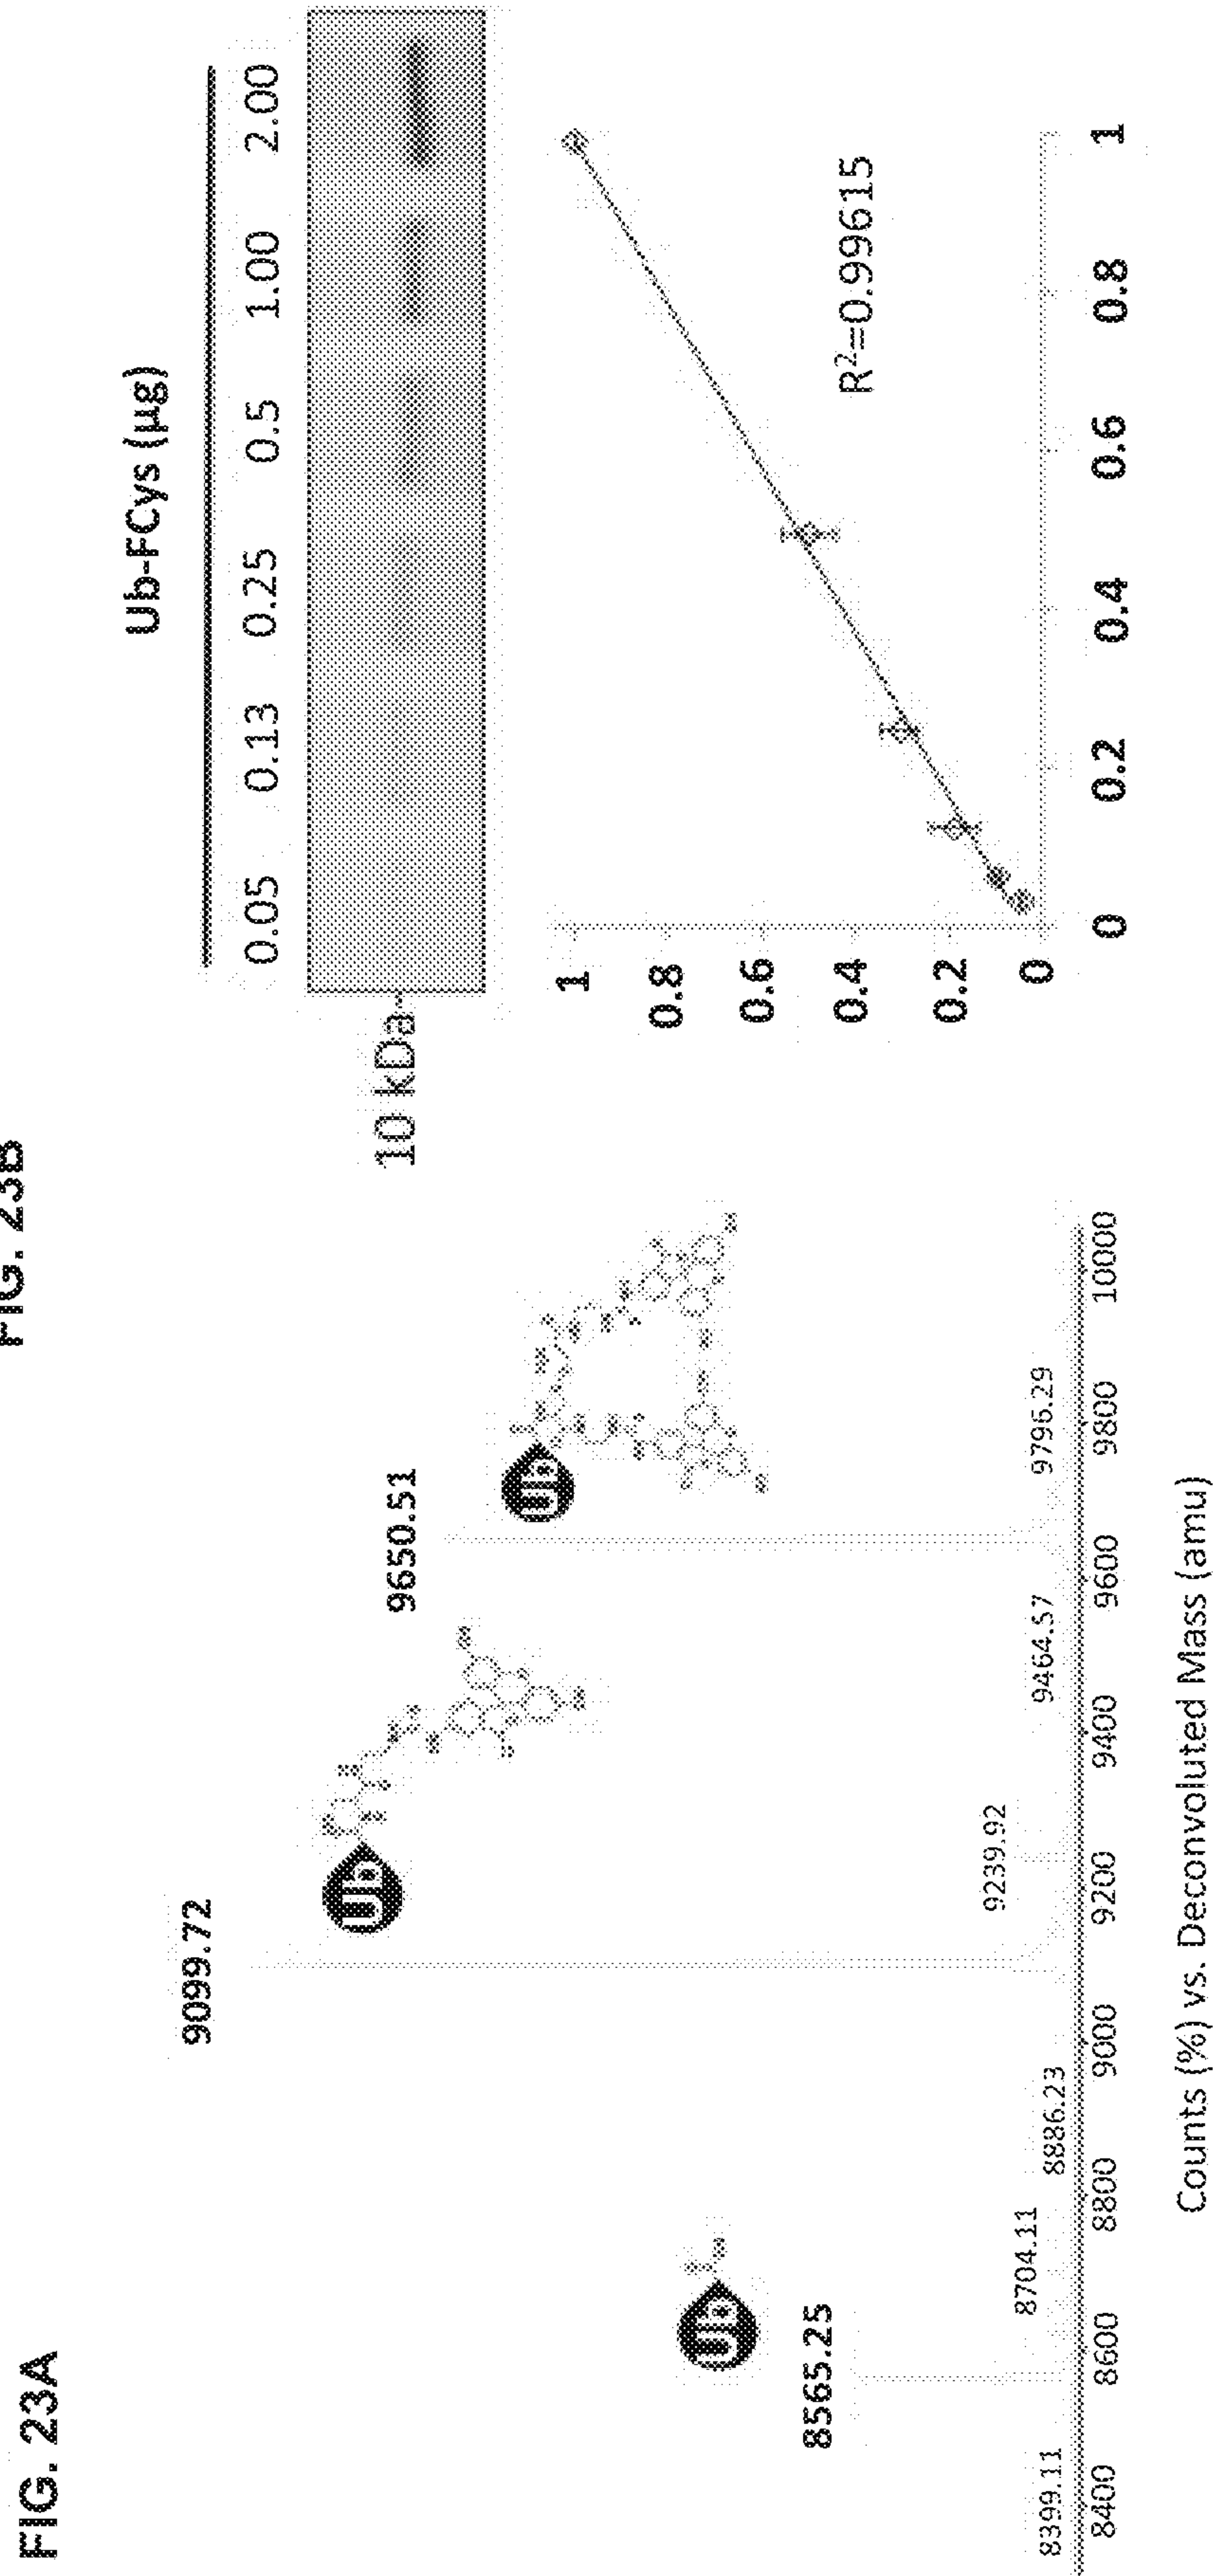 FIG. 23A
9099.72
9650.51
8565.25
Ub
Ub
Ub
8399.11
8704.11
8886.23
9239.92
9464.57
9796.29
8400 8600 8800 9000 9200 9400 9600 9800 10000
Counts (%) vs. Deconvoluted Mass (amu)
FIG. 23B
Ub-FCys (µg)
0.05 0.13 0.25 0.5 1.00 2.00
10 kDa-
1
0.8
0.6
0.4
0.2
0
R²=0.99615
0 0.2 0.4 0.6 0.8 1